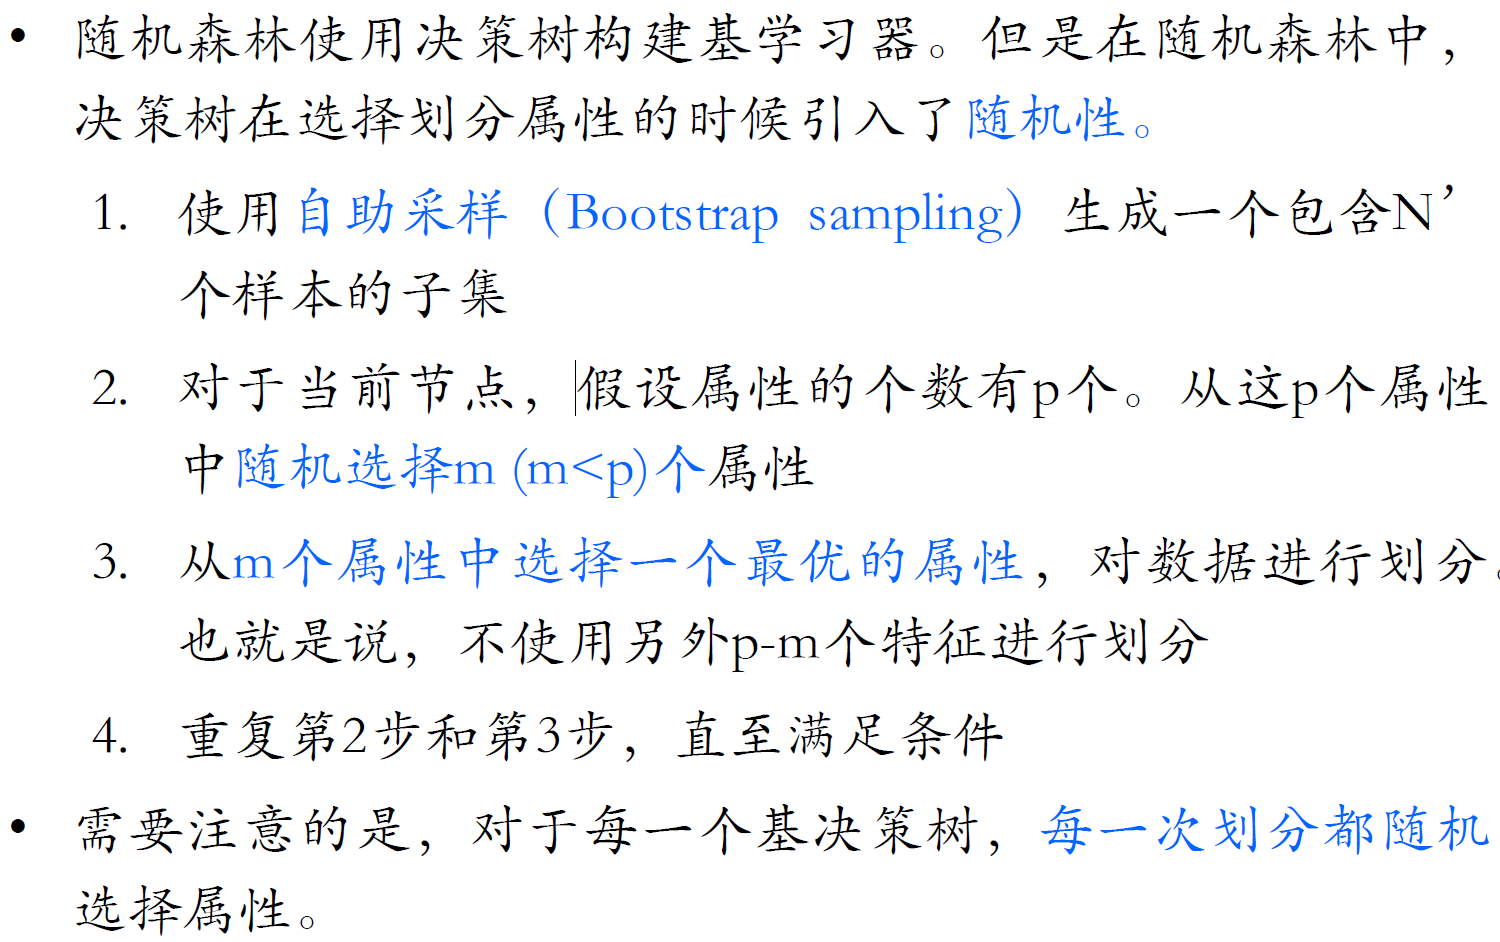 • 随机森林使用决策树构建基学习器。但是在随机森林中，
决策树在选择划分属性的时候引入了随机性。
1. 使用自助采样（Bootstrap sampling）生成一个包含N’
个样本的子集
2. 对于当前节点，假设属性的个数有p个。从这p个属性
中随机选择m (m<p)个属性
3. 从m个属性中选择一个最优的属性，对数据进行划分。
也就是说，不使用另外p-m个特征进行划分
4. 重复第2步和第3步，直至满足条件
• 需要注意的是，对于每一个基决策树，每一次划分都随机
选择属性。